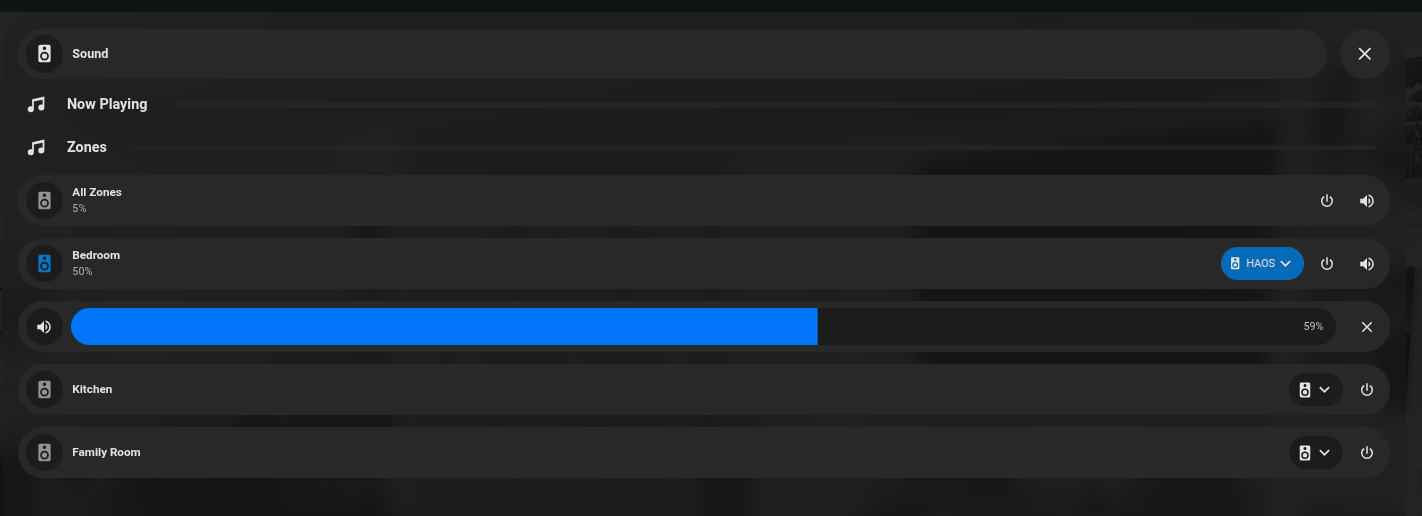 Sound
Now Playing
Zones
All Zones
5%
Bedroom
50%
HAOS
59%
Kitchen
Family Room